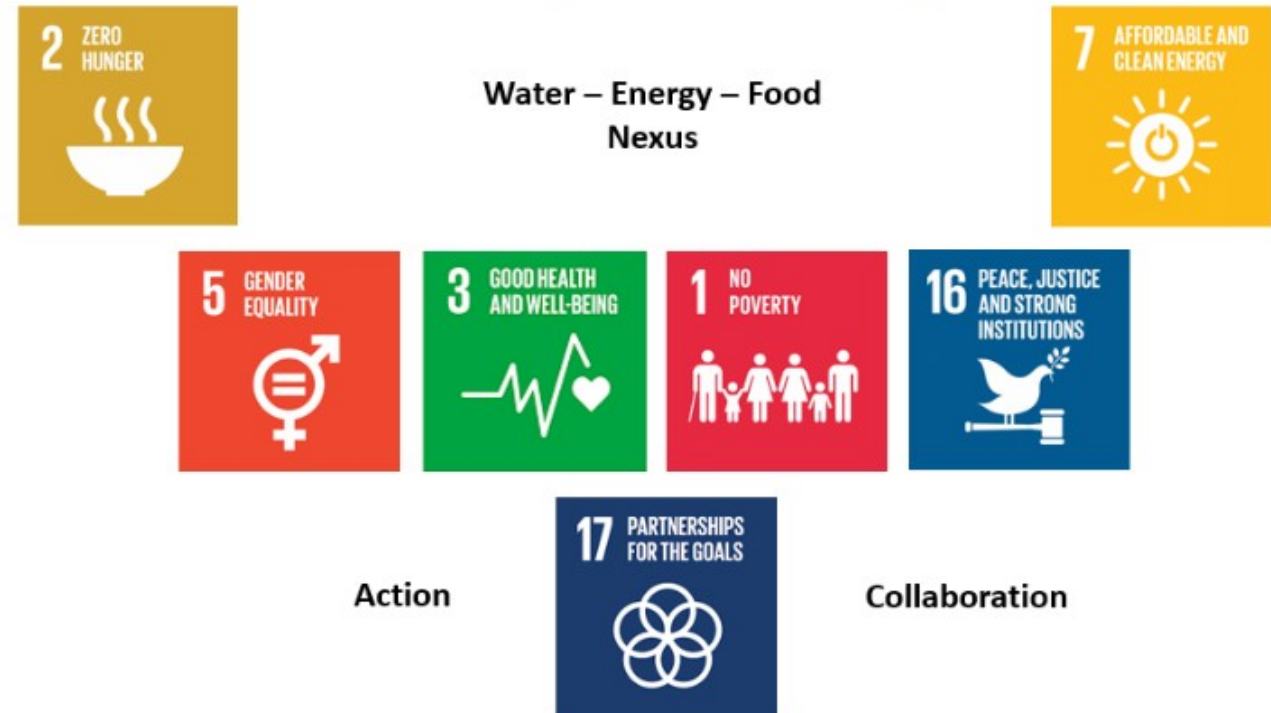 2 ZERO
HUNGER
Water – Energy – Food
Nexus
7 AFFORDABLE AND
CLEAN ENERGY
5 GENDER
EQUALITY
3 GOOD HEALTH
AND WELL-BEING
1 NO
POVERTY
16 PEACE, JUSTICE
AND STRONG
INSTITUTIONS
17 PARTNERSHIPS
FOR THE GOALS
Action
Collaboration